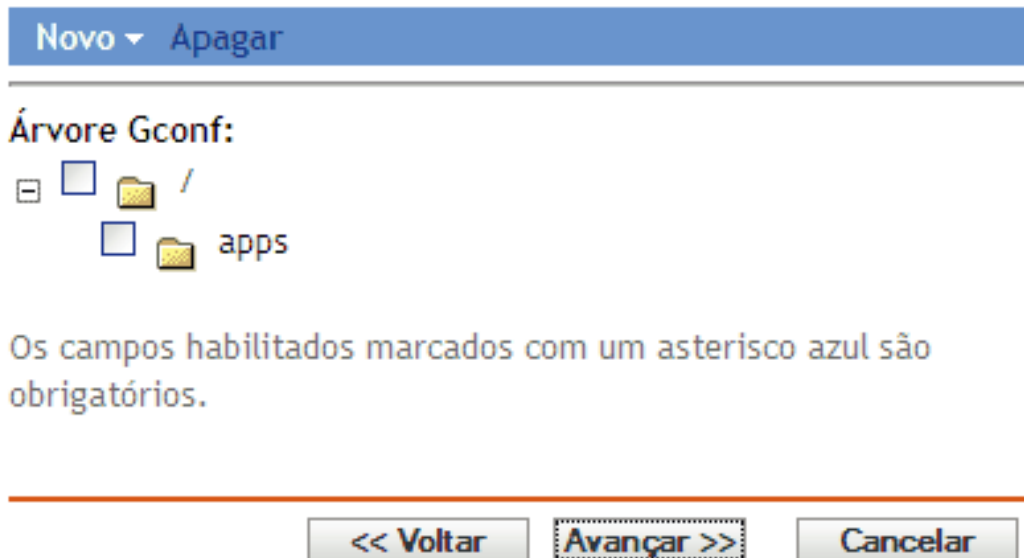 Novo Apagar
Árvore Gconf:
/
apps
Os campos habilitados marcados com um asterisco azul são
obrigatórios.
<< Voltar Avançar >> Cancelar